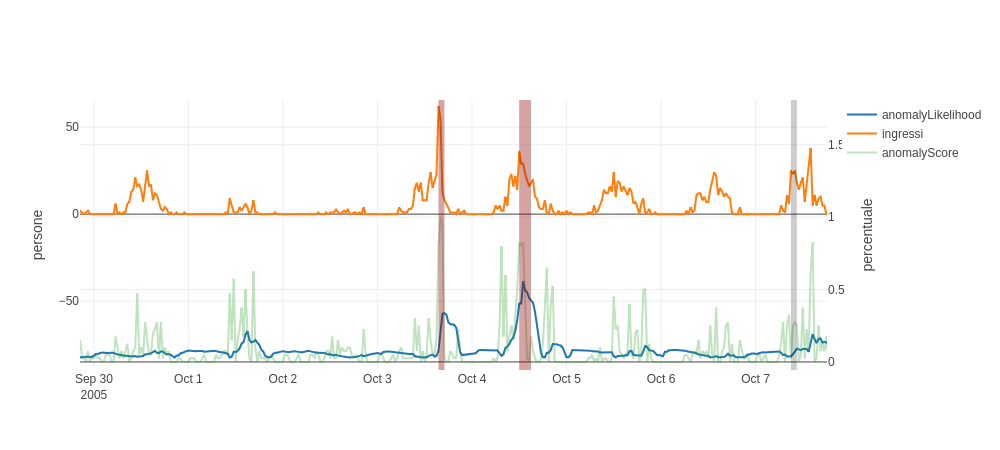 persone
50
0
−50
1.5
1
0.5
0
percentuale
Sep 30
2005
Oct 1
Oct 2
Oct 3
Oct 4
Oct 5
Oct 6
Oct 7
anomalyLikelihood
ingressi
anomalyScore